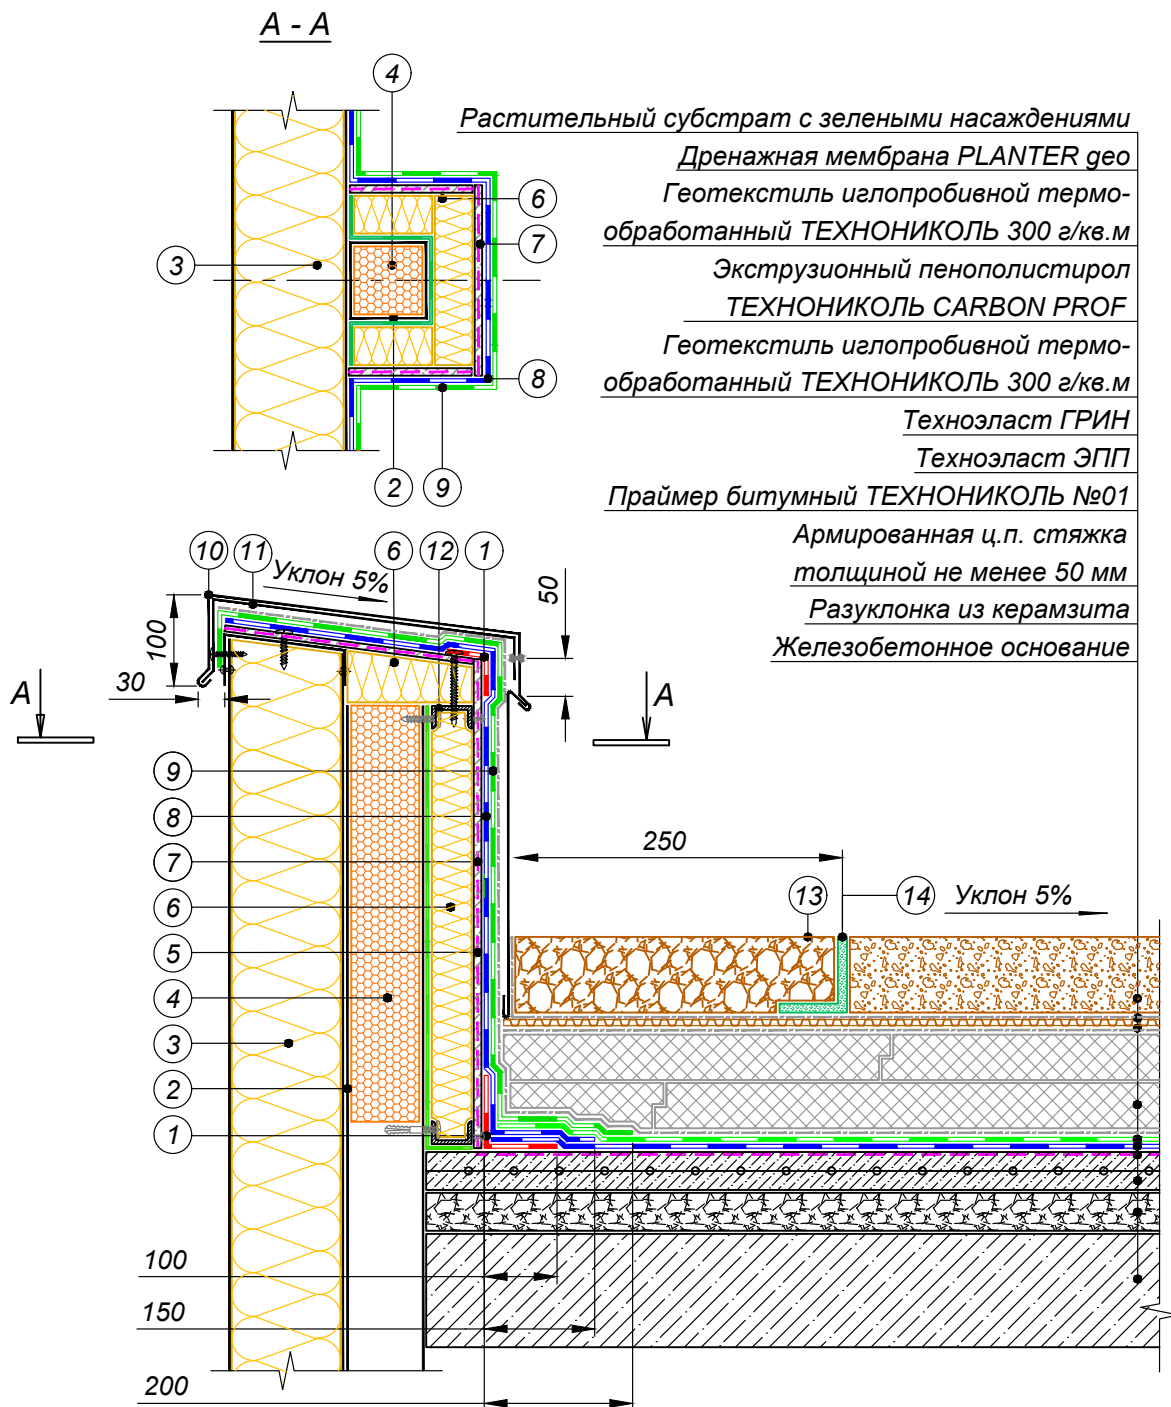 А - А
4
Растительный субстрат с зелеными насаждениями
Дренажная мембрана PLANTER geo
Геотекстиль иглопробивной термо-
обработанный ТЕХНОНИКОЛЬ 300 г/кв.м
Экструзионный пенополистирол
ТЕХНОНИКОЛЬ CARBON PROF
Геотекстиль иглопробивной термо-
обработанный ТЕХНОНИКОЛЬ 300 г/кв.м
Техноэласт ГРИН
Техноэласт ЭПП
Праймер битумный ТЕХНОНИКОЛЬ №01
Армированная ц.п. стяжка
толщиной не менее 50 мм
Разуклонка из керамзита
Железобетонное основание
6
7
3
8
2
9
10
11
Уклон 5%
6
12
1
50
100
30
А
А
9
8
7
6
5
4
3
2
1
250
13
14
Уклон 5%
100
150
200